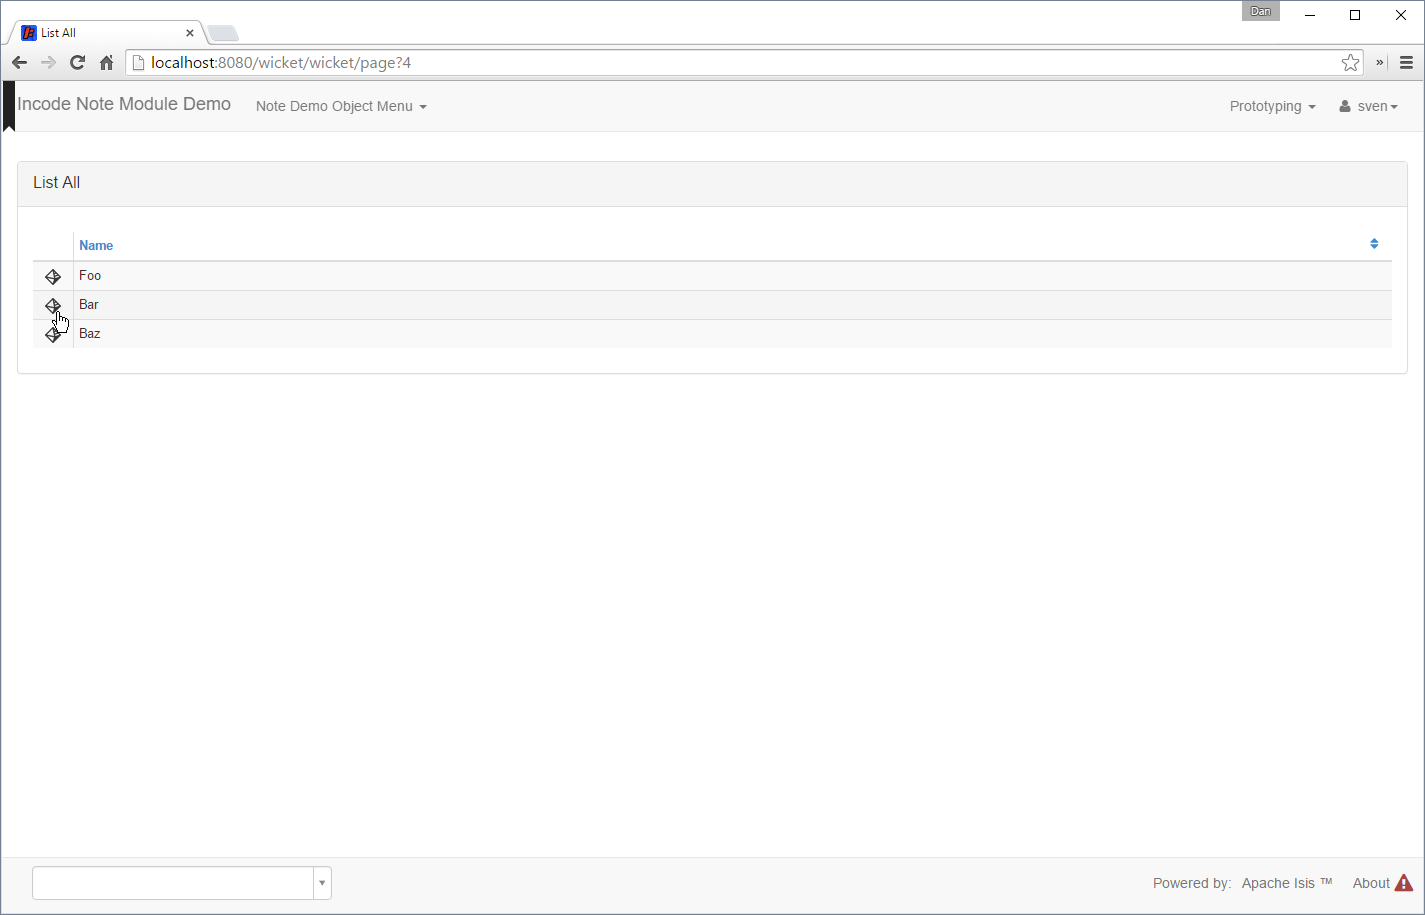 Dan
List All
localhost:8080/wicket/wicket/page?4
»
Incode Note Module Demo Note Demo Object Menu Prototyping sven
List All
Name
Foo
Bar
Baz
Powered by: Apache Isis ™ About